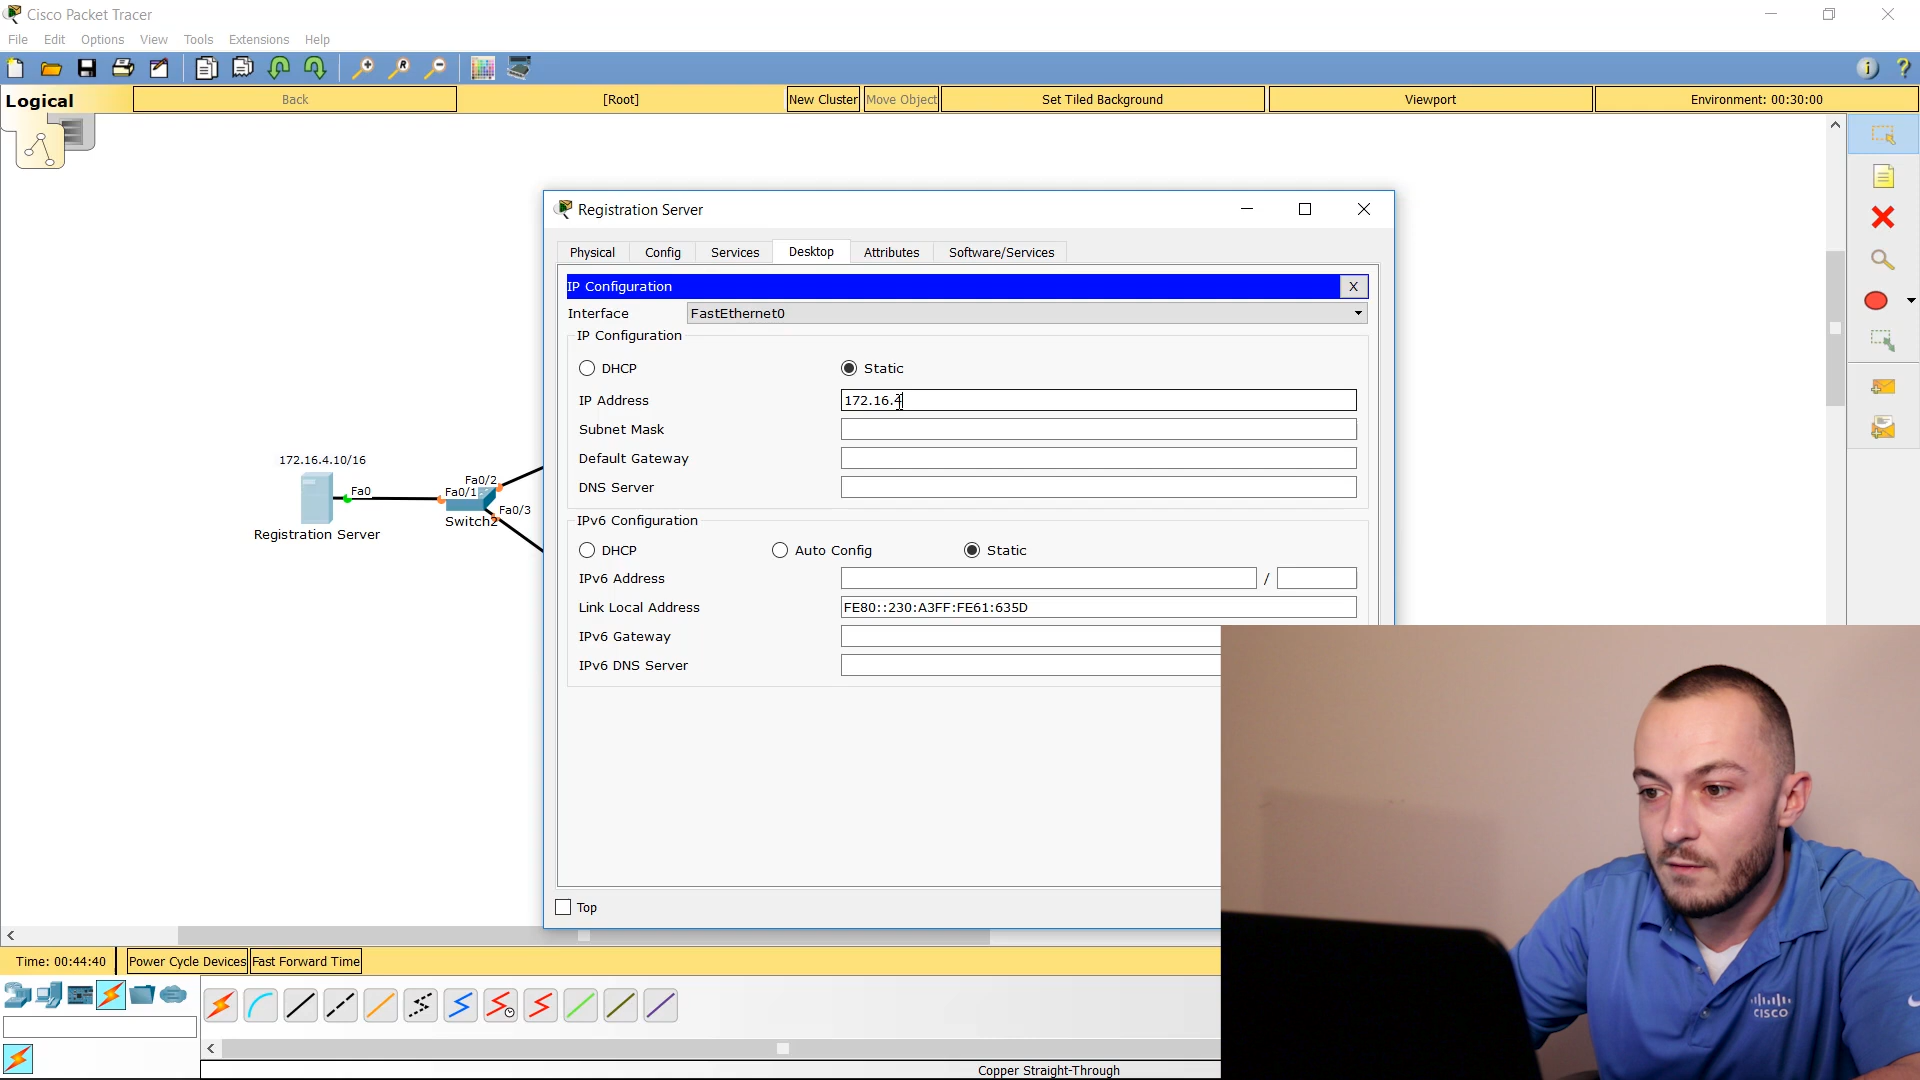 Cisco Packet Tracer
File Edit Options View Tools Extensions Help
Logical Back [Root] New Cluster Move Object Set Tiled Background Viewport Environment: 00:30:00
Registration Server
Physical Config Services Desktop Attributes Software/Services
IP Configuration X
Interface FastEthernet0
IP Configuration
DHCP Static
IP Address 172.16.4
Subnet Mask
Default Gateway
DNS Server
IPv6 Configuration
DHCP Auto Config Static
IPv6 Address /
Link Local Address FE80::230:A3FF:FE61:635D
IPv6 Gateway
IPv6 DNS Server
Top
172.16.4.10/16
Fa0
Registration Server
Fa0/2
Fa0/1
Fa0/3
Switch2
Time: 00:44:40 Power Cycle Devices Fast Forward Time
Copper Straight-Through
CISCO